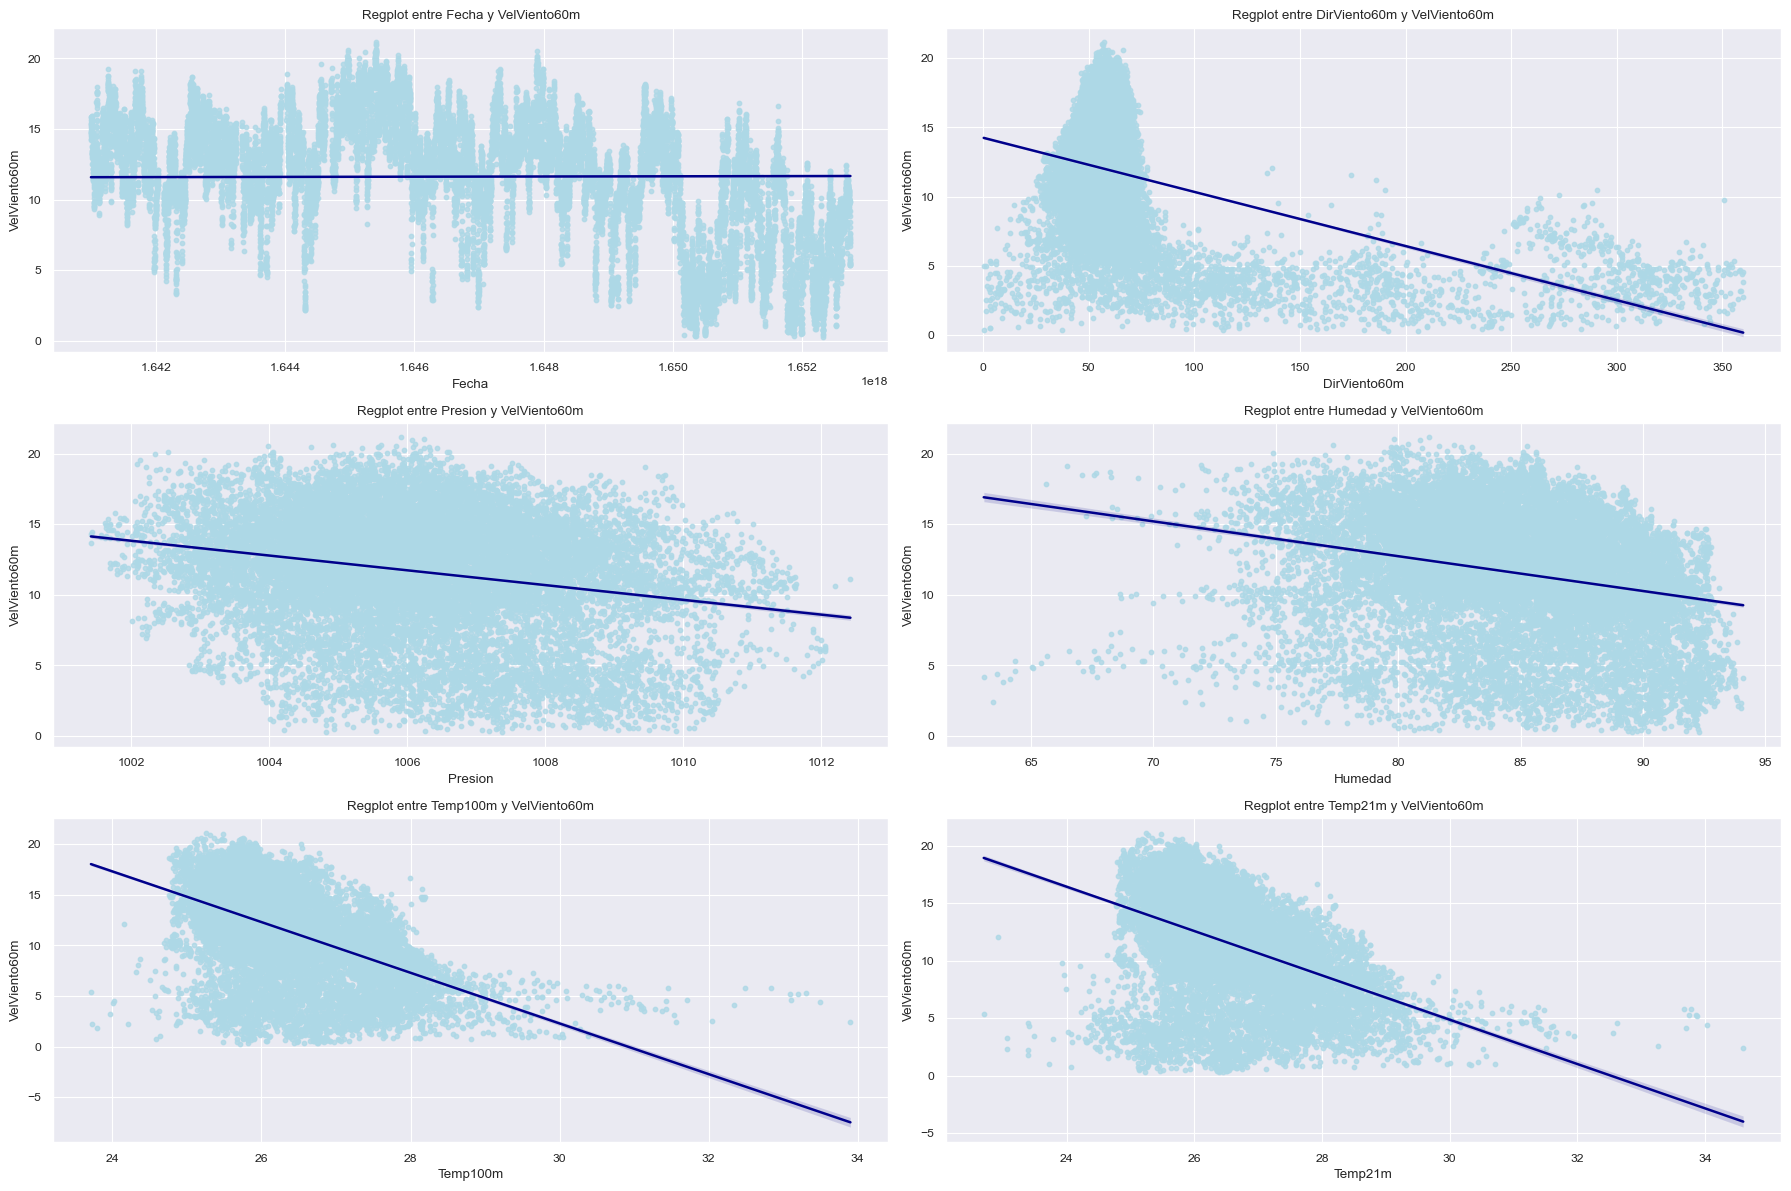 Regplot entre Fecha y VelViento60m
VelViento60m
20
15
10
5
0
1.642 1.644 1.646 1.648 1.650 1.652
1e18
Fecha
Regplot entre DirViento60m y VelViento60m
VelViento60m
20
15
10
5
0
0 50 100 150 200 250 300 350
DirViento60m
Regplot entre Presion y VelViento60m
VelViento60m
20
15
10
5
0
1002 1004 1006 1008 1010 1012
Presion
Regplot entre Humedad y VelViento60m
VelViento60m
20
15
10
5
0
65 70 75 80 85 90 95
Humedad
Regplot entre Temp100m y VelViento60m
VelViento60m
20
15
10
5
0
−5
24 26 28 30 32 34
Temp100m
Regplot entre Temp21m y VelViento60m
VelViento60m
20
15
10
5
0
−5
24 26 28 30 32 34
Temp21m